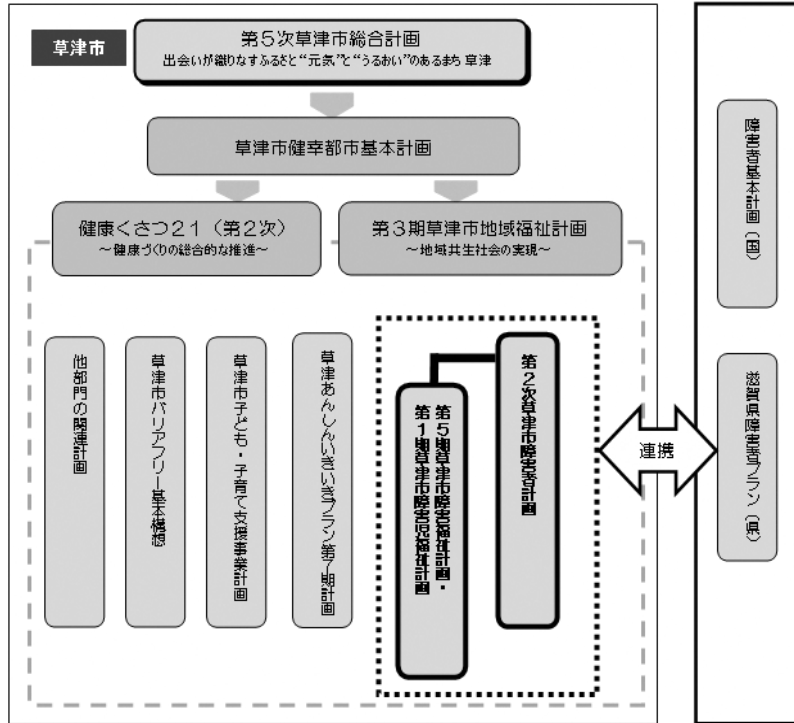 草津市
第5次草津市総合計画
出会いが織りなすふるさと“元気”と“うるおい”のあるまち 草津
草津市健幸都市基本計画
健康くさつ21（第2次）
～健康づくりの総合的な推進～
第3期草津市地域福祉計画
～地域共生社会の実現～
他部門の関連計画
草津市バリアフリー基本構想
草津市子ども・子育て支援事業計画
草津あんしんいきいきプラン第7期計画
第5期草津市障害福祉計画・
第1期草津市障害児福祉計画
第2次草津市障害者計画
連携
障害者基本計画（国）
滋賀県障害者プラン（県）